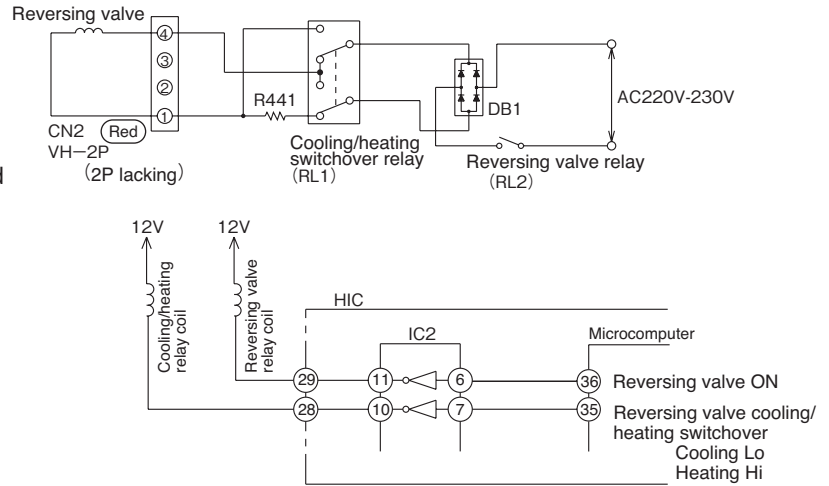 Reversing valve
4
3
2
1
R441
DB1
AC220V-230V
CN2
Red
VH-2P
(2P lacking)
Cooling/heating
switchover relay
(RL1)
Reversing valve relay
(RL2)
12V
12V
Cooling/heating
relay coil
Reversing valve
relay coil
HIC
IC2
Microcomputer
29
11
6
36
Reversing valve ON
28
10
7
35
Reversing valve cooling/
heating switchover
Cooling Lo
Heating Hi